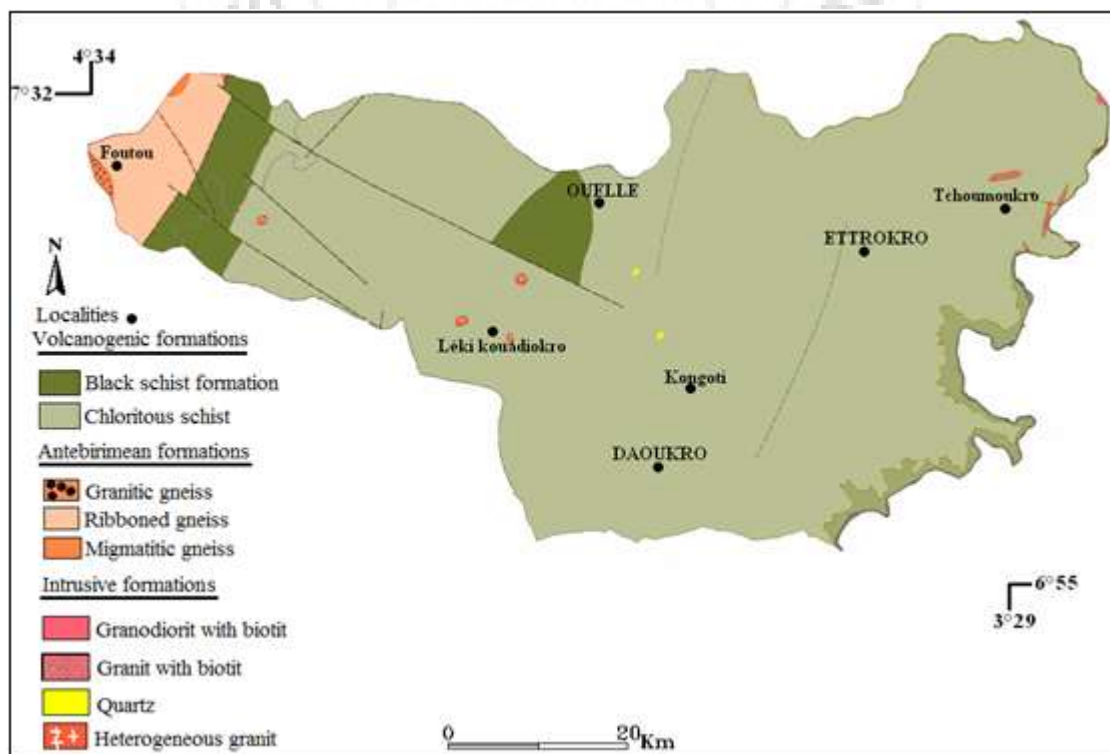 4°34
7°32
Foutou
OUELLE
Tchoumoukro
ETTROKRO
Léki kouadiokro
Kongoti
DAOUKRO
N
Localities
Volcanogenic formations
Black schist formation
Chloritous schist
Antebirimean formations
Granitic gneiss
Ribboned gneiss
Migmatitic gneiss
Intrusive formations
Granodiorit with biotit
Granit with biotit
Quartz
Heterogeneous granit
6°55
3°29
0 20 Km